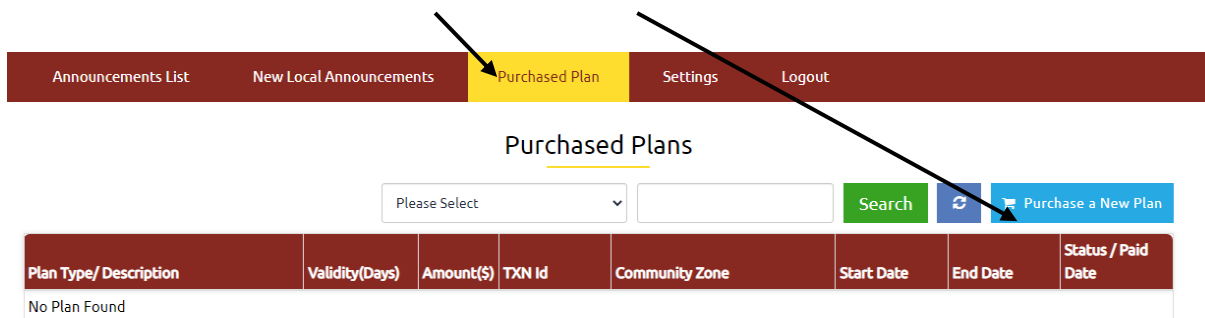 Announcements List New Local Announcements Purchased Plan Settings Logout
Purchased Plans
Please Select Search Purchase a New Plan
Plan Type/ Description Validity(Days) Amount($) TXN Id Community Zone Start Date End Date Status / Paid Date
No Plan Found